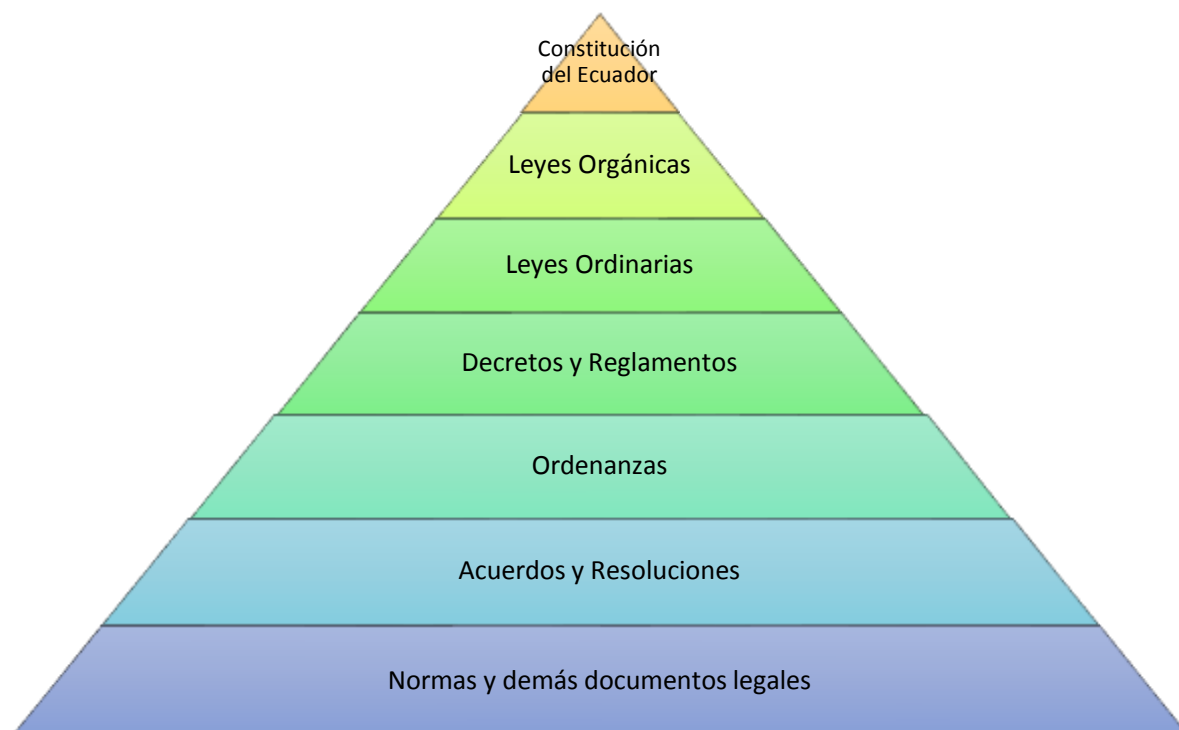 Constitución
del Ecuador
Leyes Orgánicas
Leyes Ordinarias
Decretos y Reglamentos
Ordenanzas
Acuerdos y Resoluciones
Normas y demás documentos legales